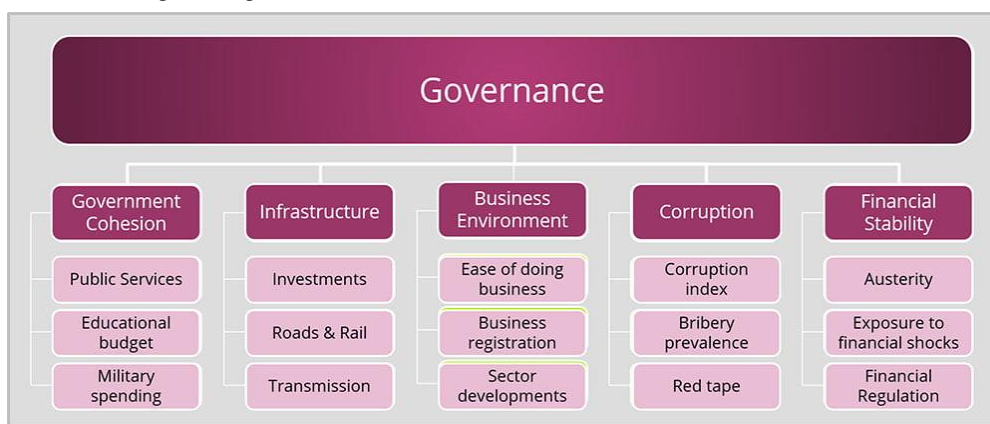 Governance
Government
Cohesion
Public Services
Educational
budget
Military
spending
Infrastructure
Investments
Roads & Rail
Transmission
Business
Environment
Ease of doing
business
Business
registration
Sector
developments
Corruption
Corruption
index
Bribery
prevalence
Red tape
Financial
Stability
Austerity
Exposure to
financial shocks
Financial
Regulation